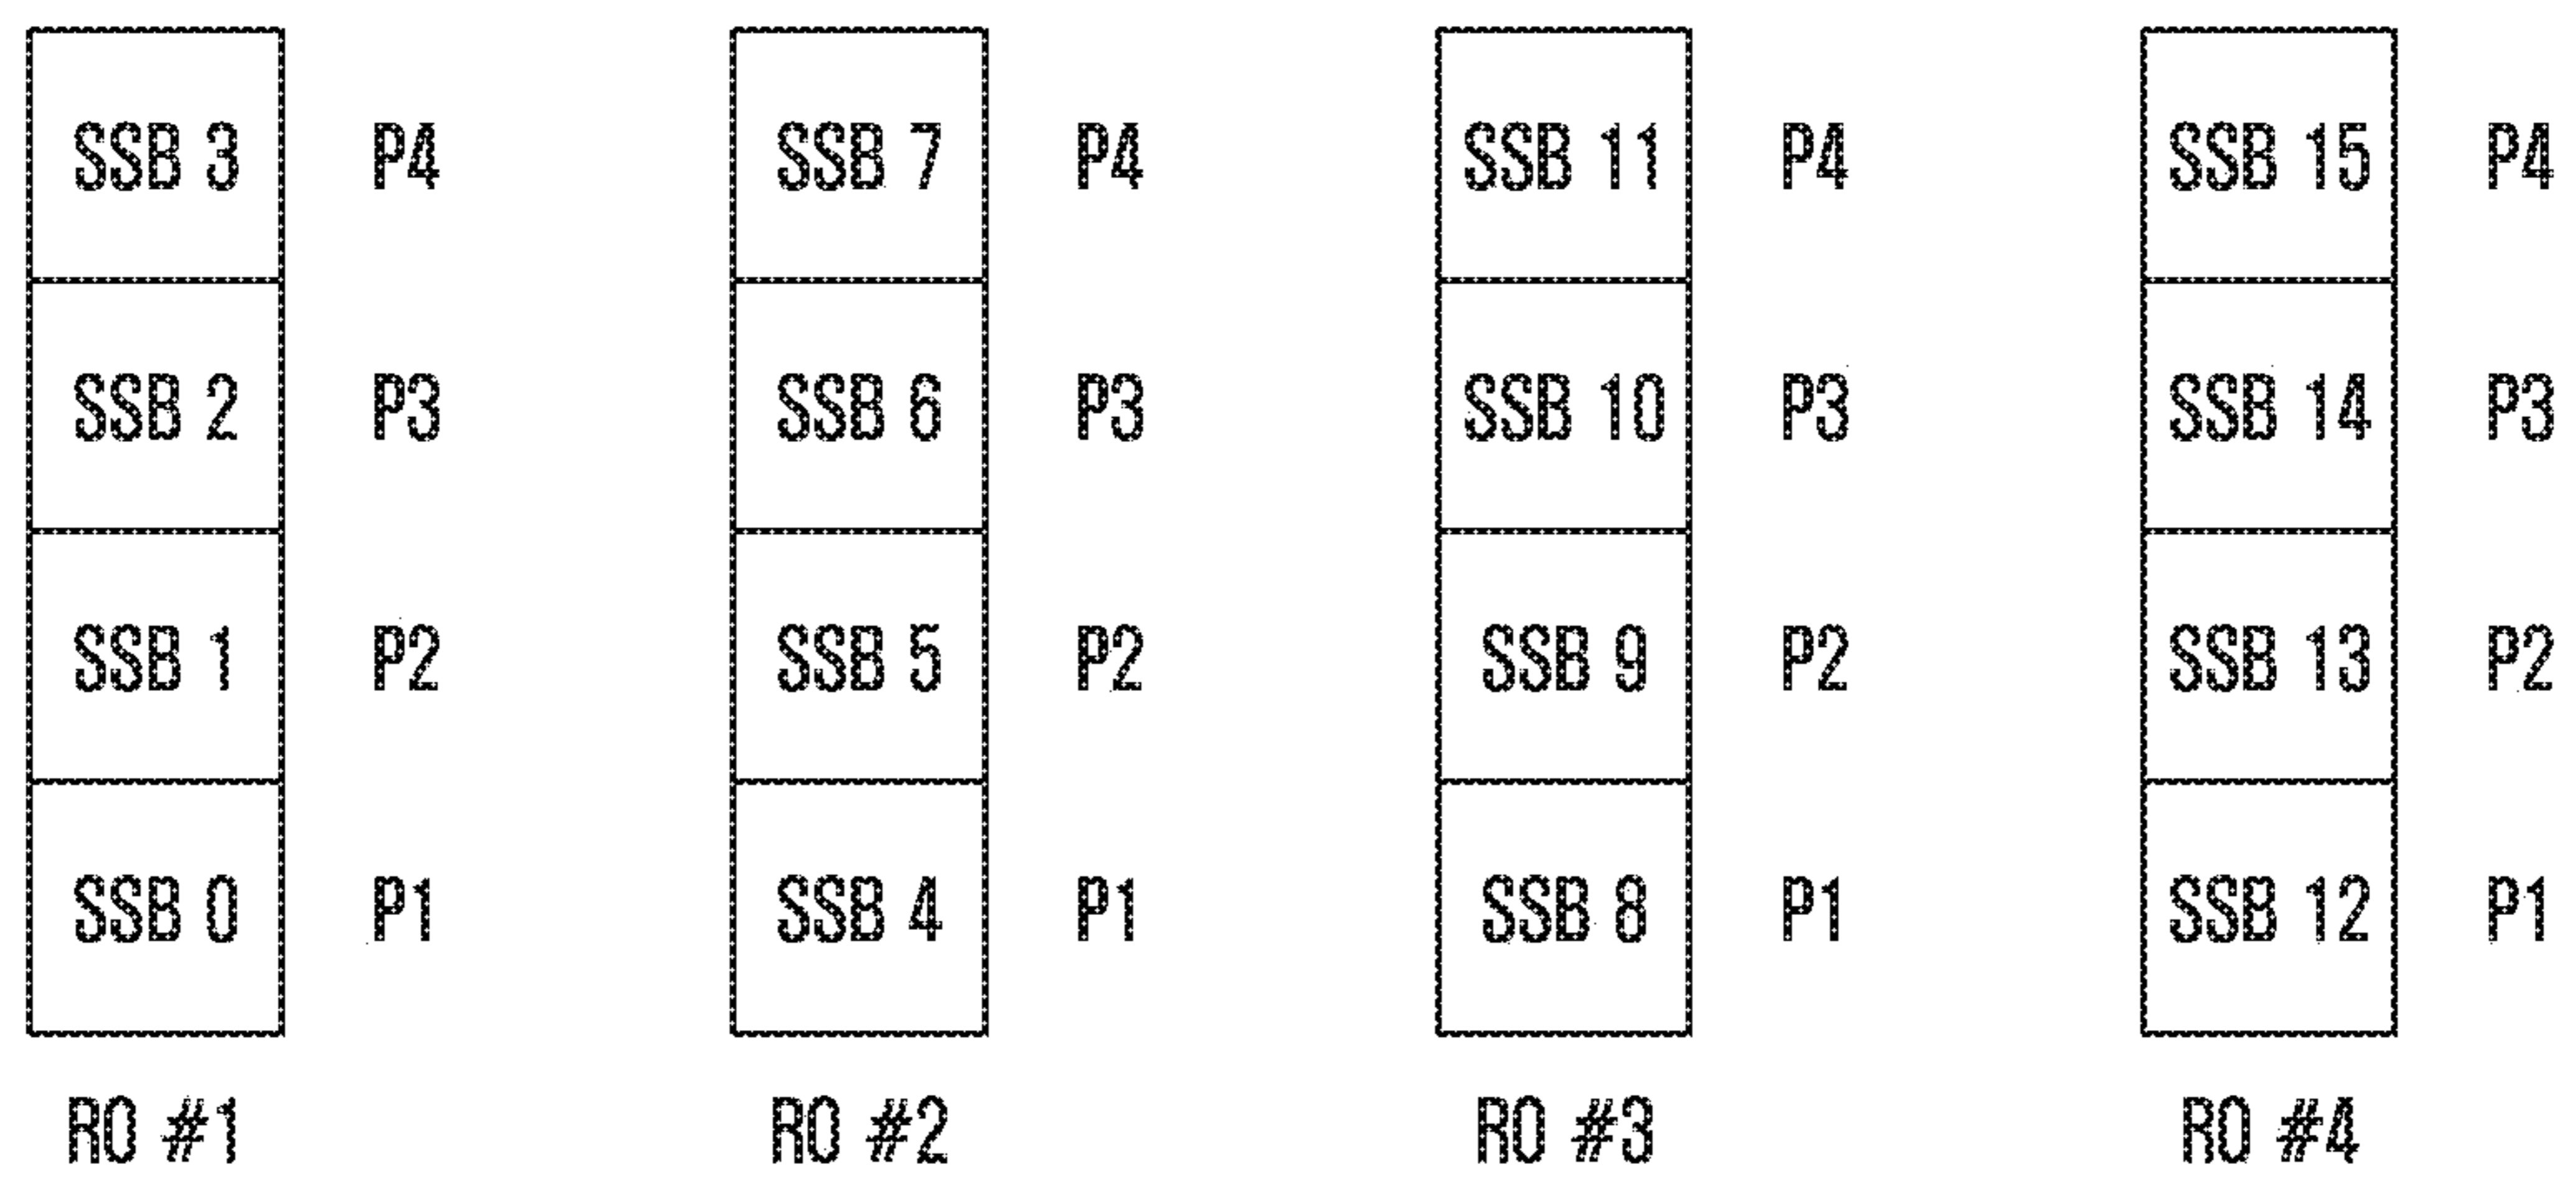 SSB 3 P4 SSB 7 P4 SSB 11 P4 SSB 15 P4
SSB 2 P3 SSB 6 P3 SSB 10 P3 SSB 14 P3
SSB 1 P2 SSB 5 P2 SSB 9 P2 SSB 13 P2
SSB 0 P1 SSB 4 P1 SSB 8 P1 SSB 12 P1
RO #1 RO #2 RO #3 RO #4